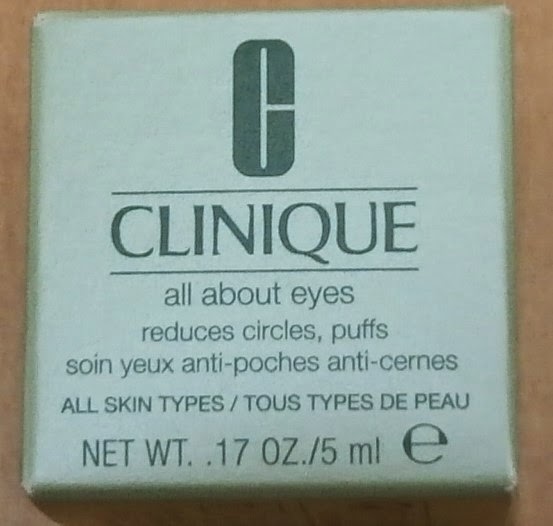 C
CLINIQUE
all about eyes
reduces circles, puffs
soin yeux anti-poches anti-cernes
ALL SKIN TYPES / TOUS TYPES DE PEAU
NET WT. .17 OZ./5 ml ℮